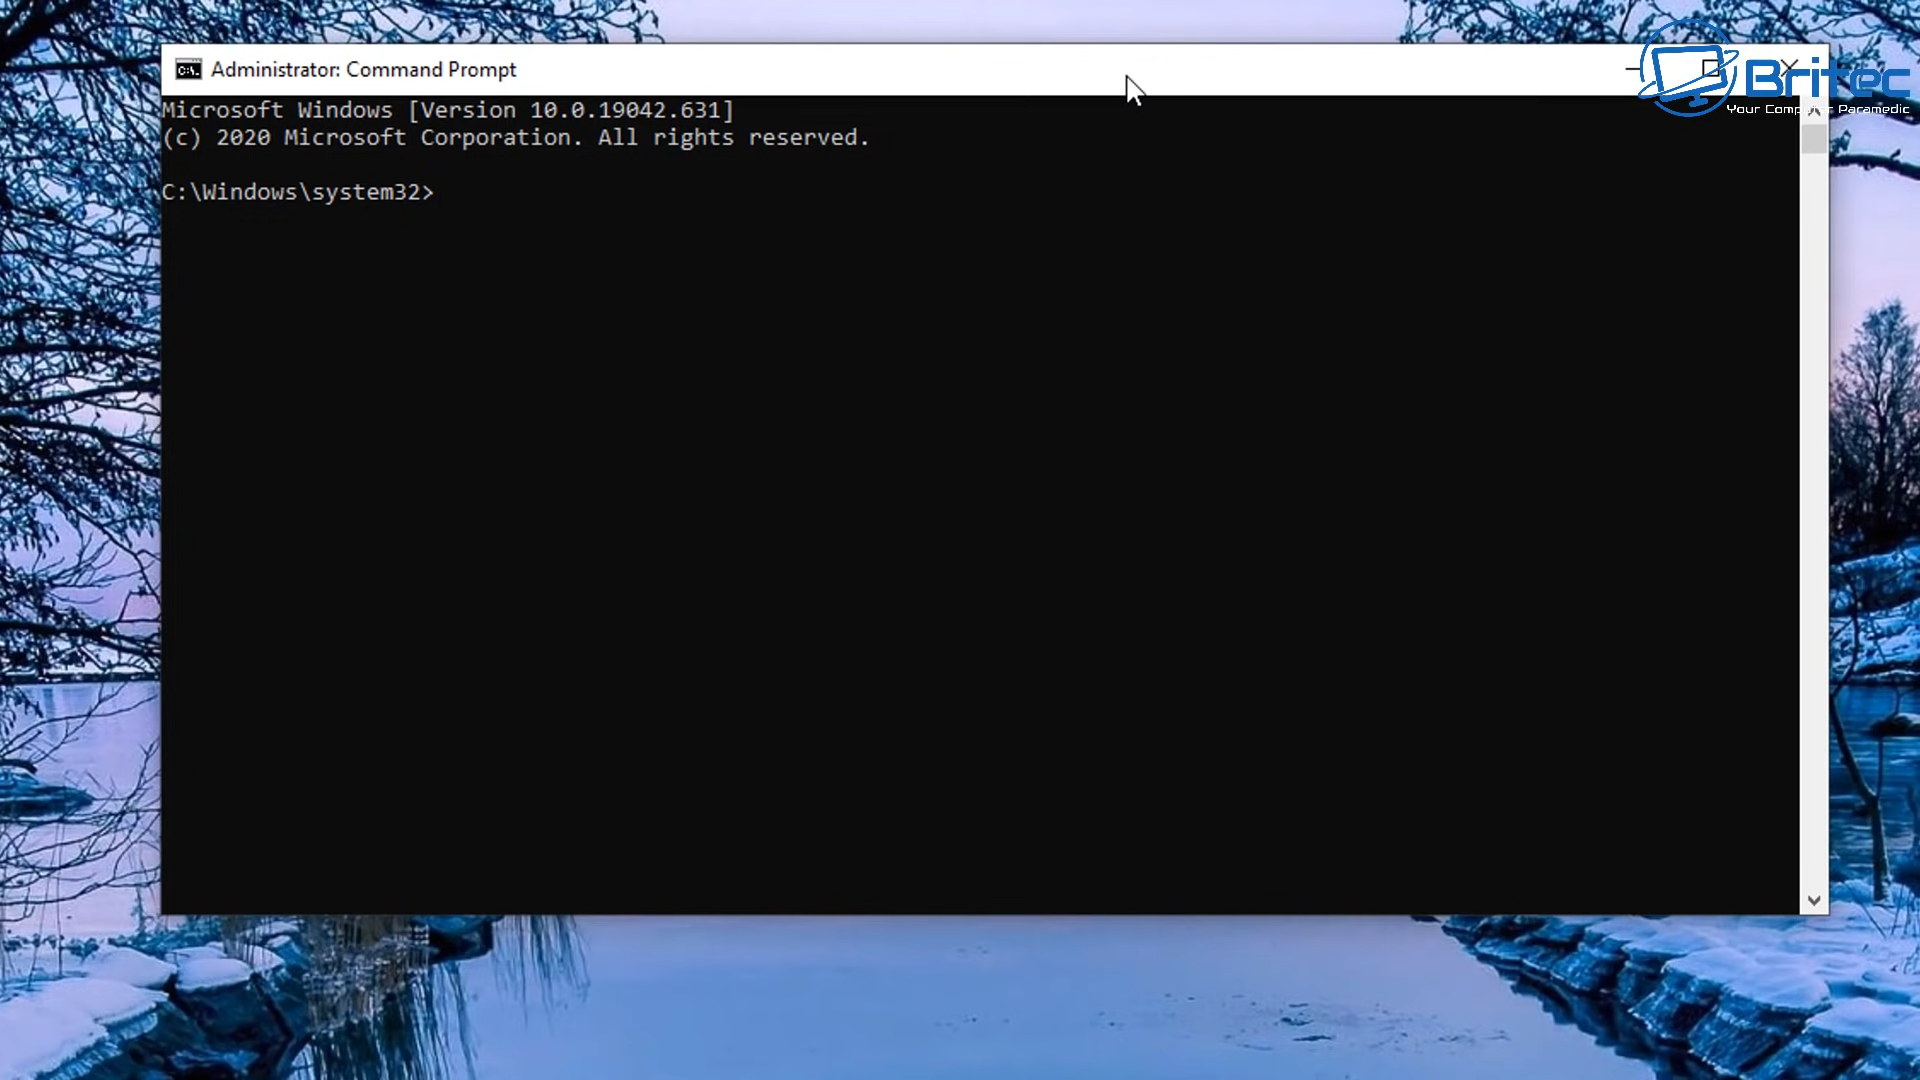 Britec
Your Computer Paramedic
Administrator: Command Prompt
Microsoft Windows [Version 10.0.19042.631]
(c) 2020 Microsoft Corporation. All rights reserved.
C:\Windows\system32>